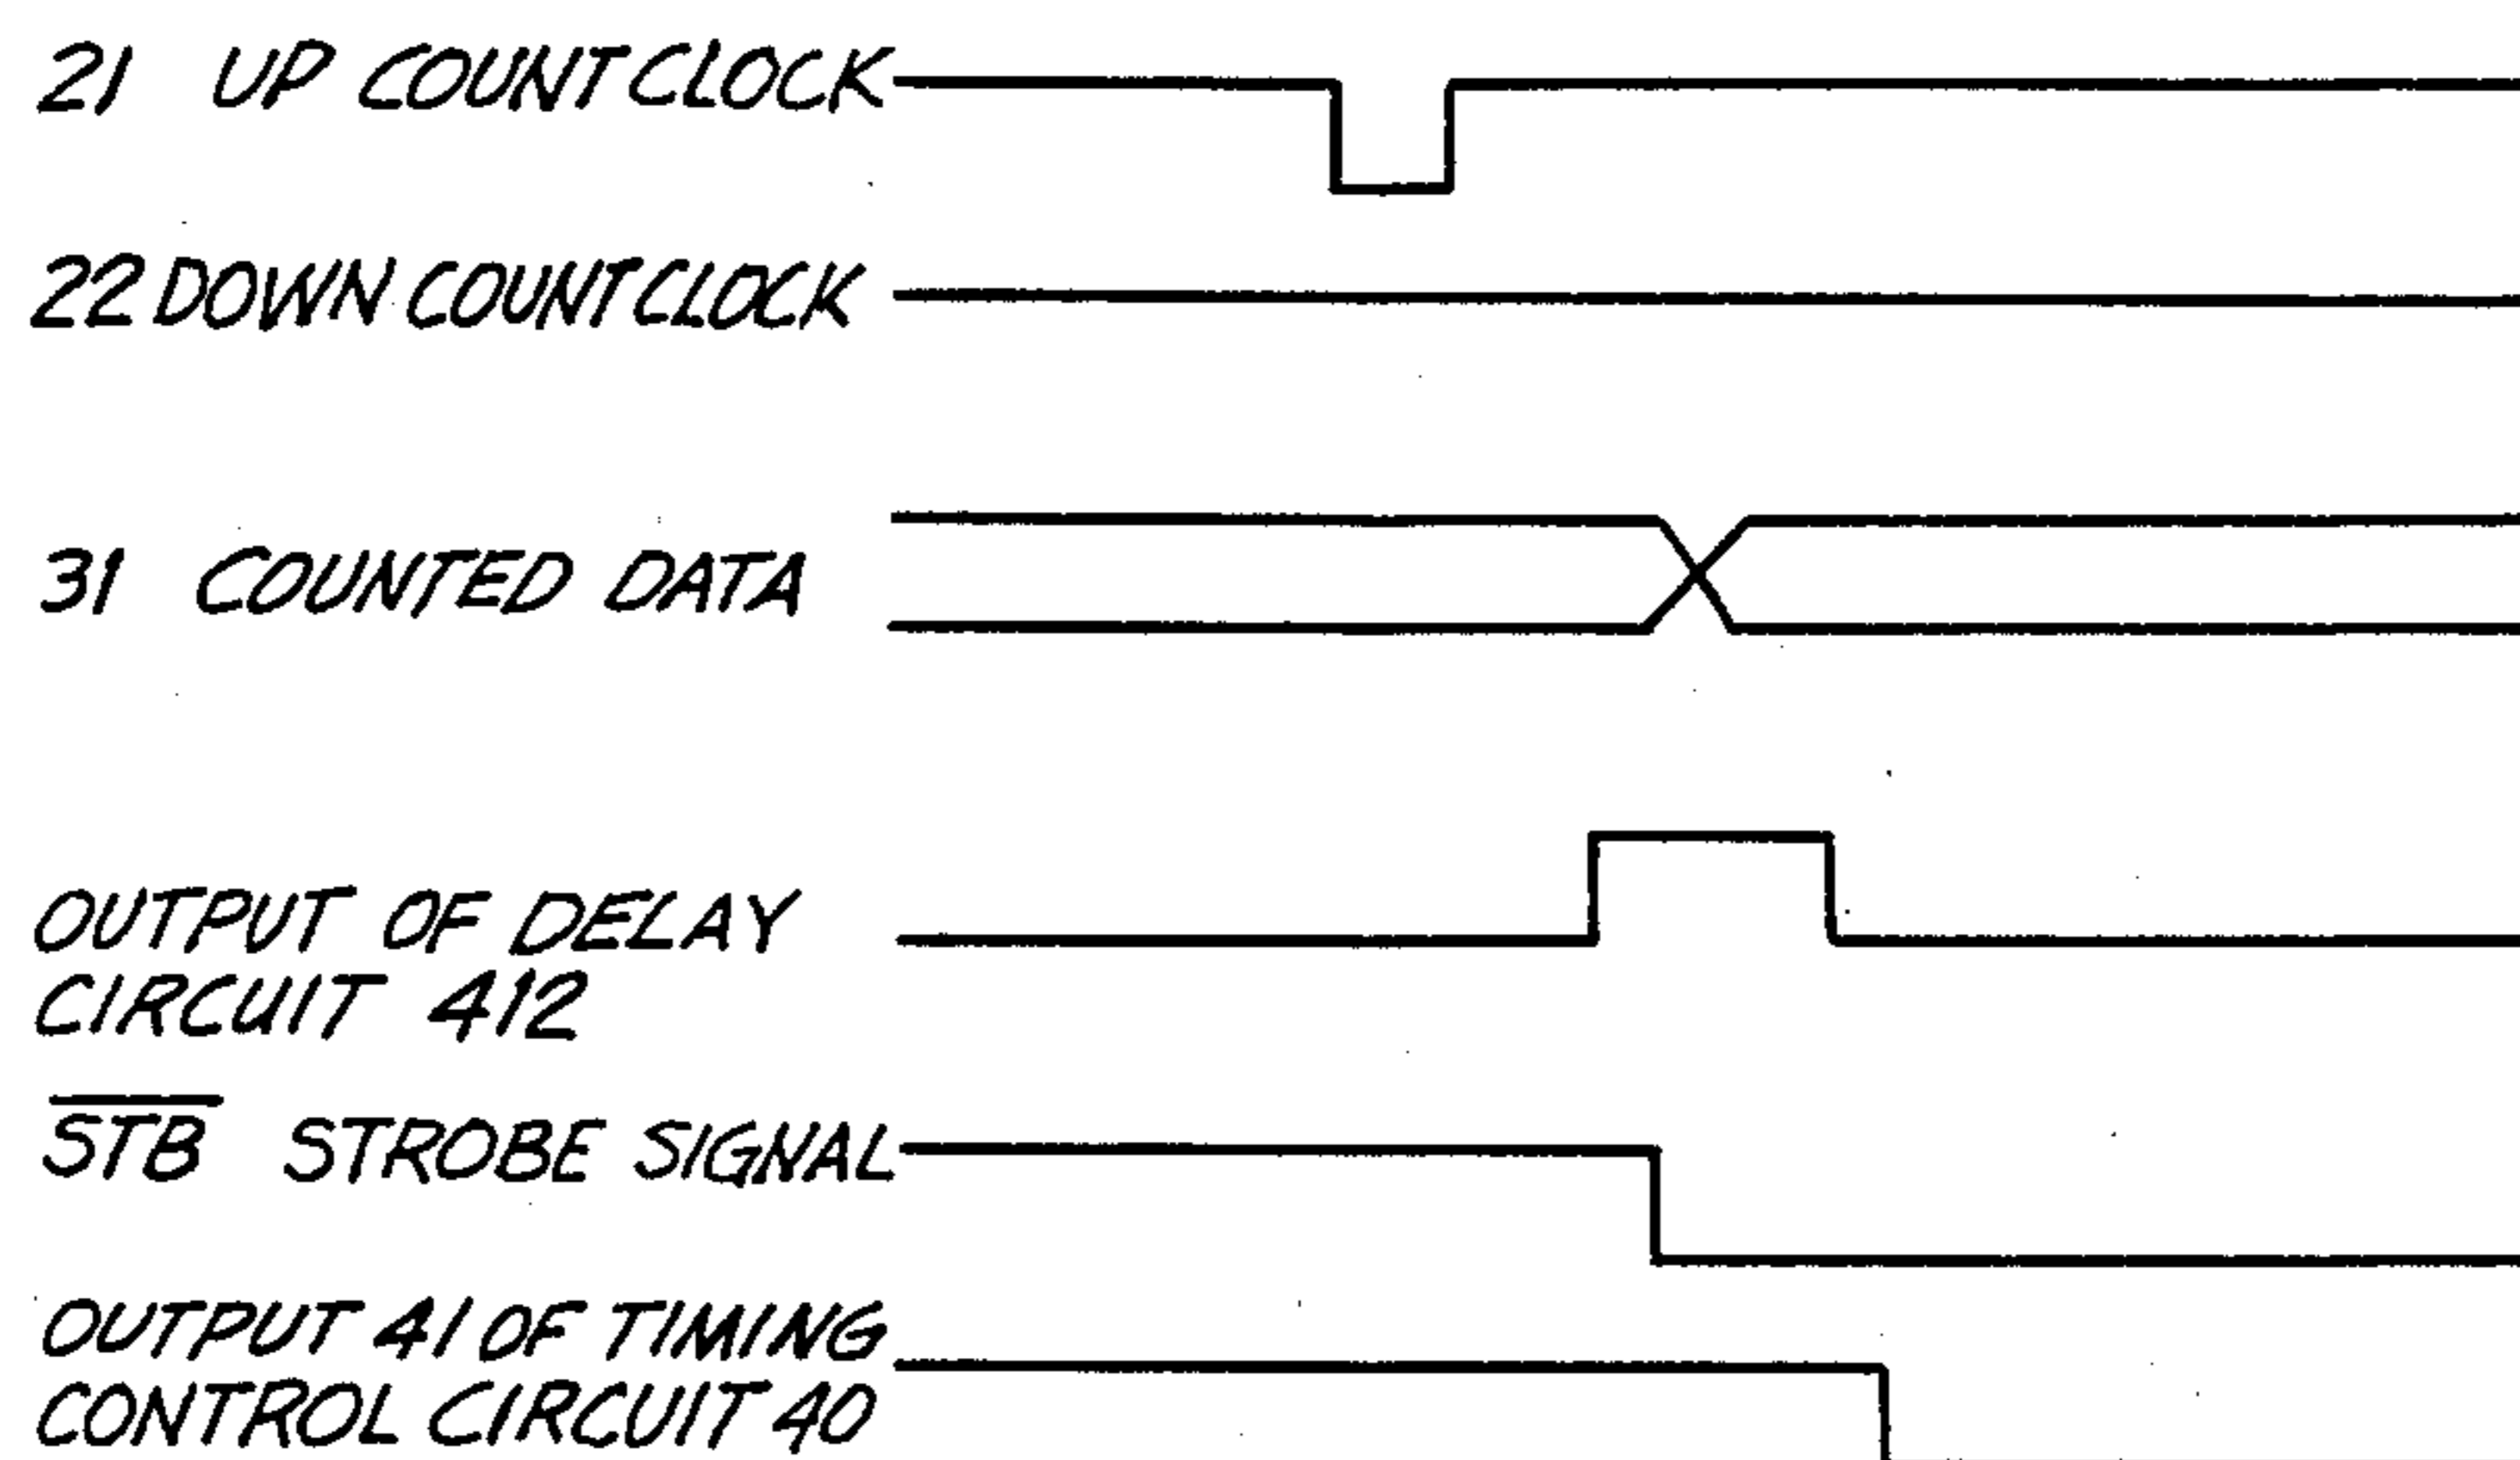 21 UP COUNT CLOCK
22 DOWN COUNT CLOCK
31 COUNTED DATA
OUTPUT OF DELAY
CIRCUIT 412
S̅T̅B̅ STROBE SIGNAL
OUTPUT 41 OF TIMING
CONTROL CIRCUIT 40